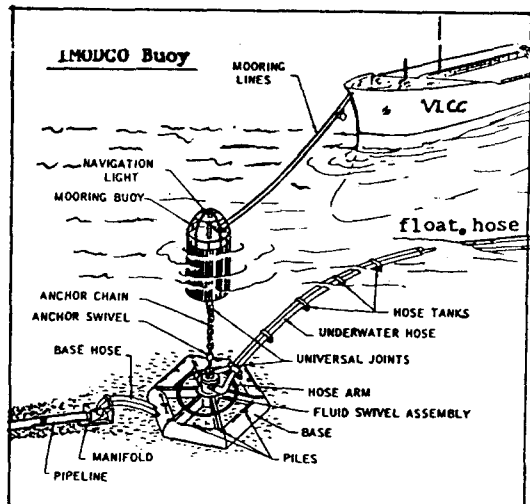 IMODCO Buoy
MOORING
LINES
VLCC
NAVIGATION
LIGHT
MOORING BUOY
float. hose
ANCHOR CHAIN
ANCHOR SWIVEL
HOSE TANKS
UNDERWATER HOSE
BASE HOSE
UNIVERSAL JOINTS
HOSE ARM
FLUID SWIVEL ASSEMBLY
BASE
MANIFOLD
PILES
PIPELINE